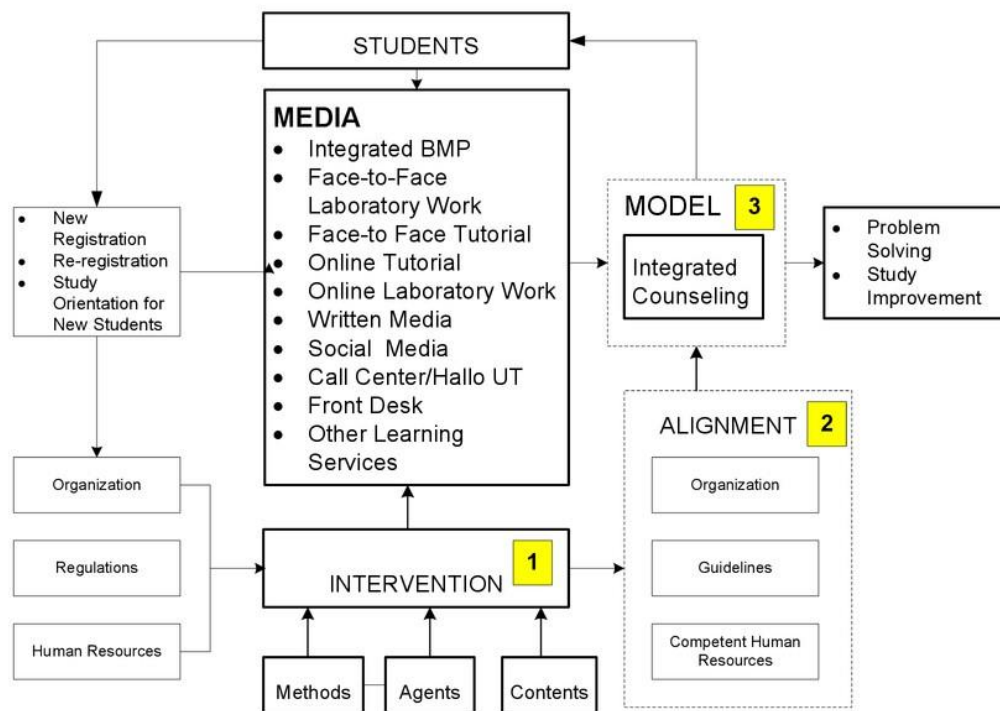 STUDENTS
MEDIA
• Integrated BMP
• Face-to-Face
Laboratory Work
• Face-to Face Tutorial
• Online Tutorial
• Online Laboratory Work
• Written Media
• Social Media
• Call Center/Hallo UT
• Front Desk
• Other Learning
Services
• New
Registration
• Re-registration
• Study
Orientation for
New Students
MODEL 3
Integrated
Counseling
• Problem
Solving
• Study
Improvement
Organization
Regulations
Human Resources
INTERVENTION 1
Methods
Agents
Contents
ALIGNMENT 2
Organization
Guidelines
Competent Human
Resources